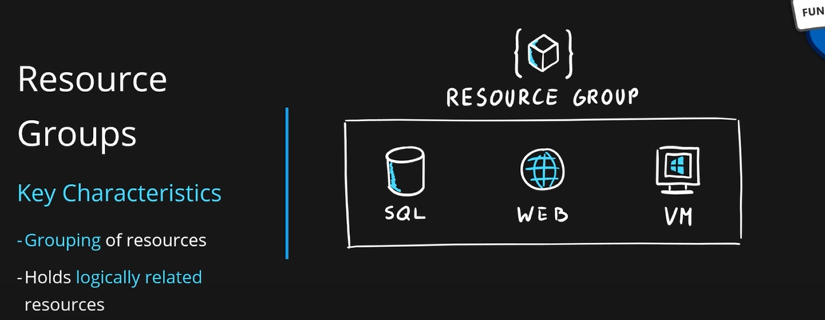 Resource
Groups
Key Characteristics
-Grouping of resources
-Holds logically related
resources
RESOURCE GROUP
SQL
WEB
VM
FUN